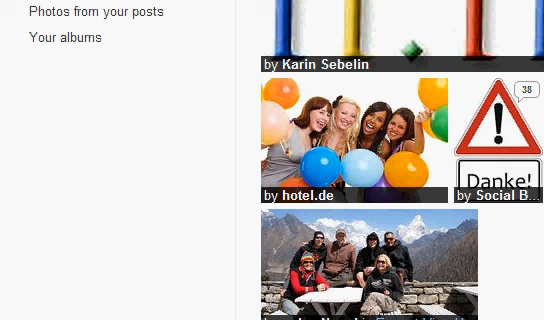 Photos from your posts
Your albums
by Karin Sebelin
38
Danke!
by hotel.de
by Social B...